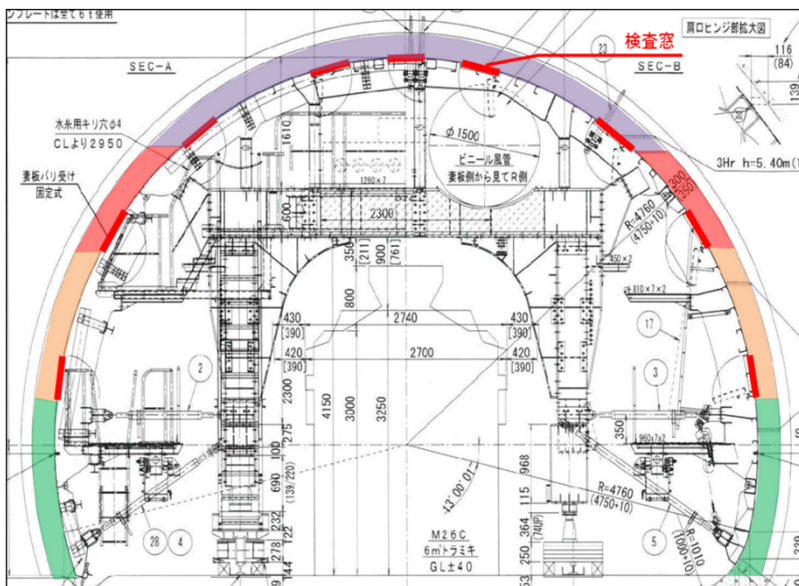 ンプレートは全て6t使用
SEC-A
検査窓
SEC-B
23
肩口ヒンジ部拡大図
116
(84)
139
水糸用キリ穴φ4
CLより2950
1610
φ1500
ビニール風管
妻板側から見てR側
3Hr h=5.40m(1
妻板バリ受け
固定式
1260×7
600
2300
300
350
R=4760
(4750+10)
350
[211]
900
[761]
450×2
810×7×2
800
430
[390]
2740
430
[390]
17
420
[390]
2700
420
[390]
2
3
2300
4150
3000
3250
350
275
100
960×7×2
690
(139/220)
968
13°00'01"
R=4760
(4750+10)
115
232
122
364
(74UP)
28
4
M26C
6㎥トラミキ
GL±40
5
R=1010
(1000+10)
278
250
44
63